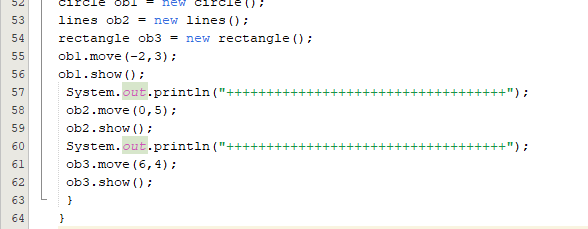 52 circle ob1 = new circle();
53 lines ob2 = new lines();
54 rectangle ob3 = new rectangle();
55 ob1.move(-2,3);
56 ob1.show();
57 System.out.println("+++++++++++++++++++++++++++++++++++");
58 ob2.move(0,5);
59 ob2.show();
60 System.out.println("+++++++++++++++++++++++++++++++++++");
61 ob3.move(6,4);
62 ob3.show();
63 }
64 }